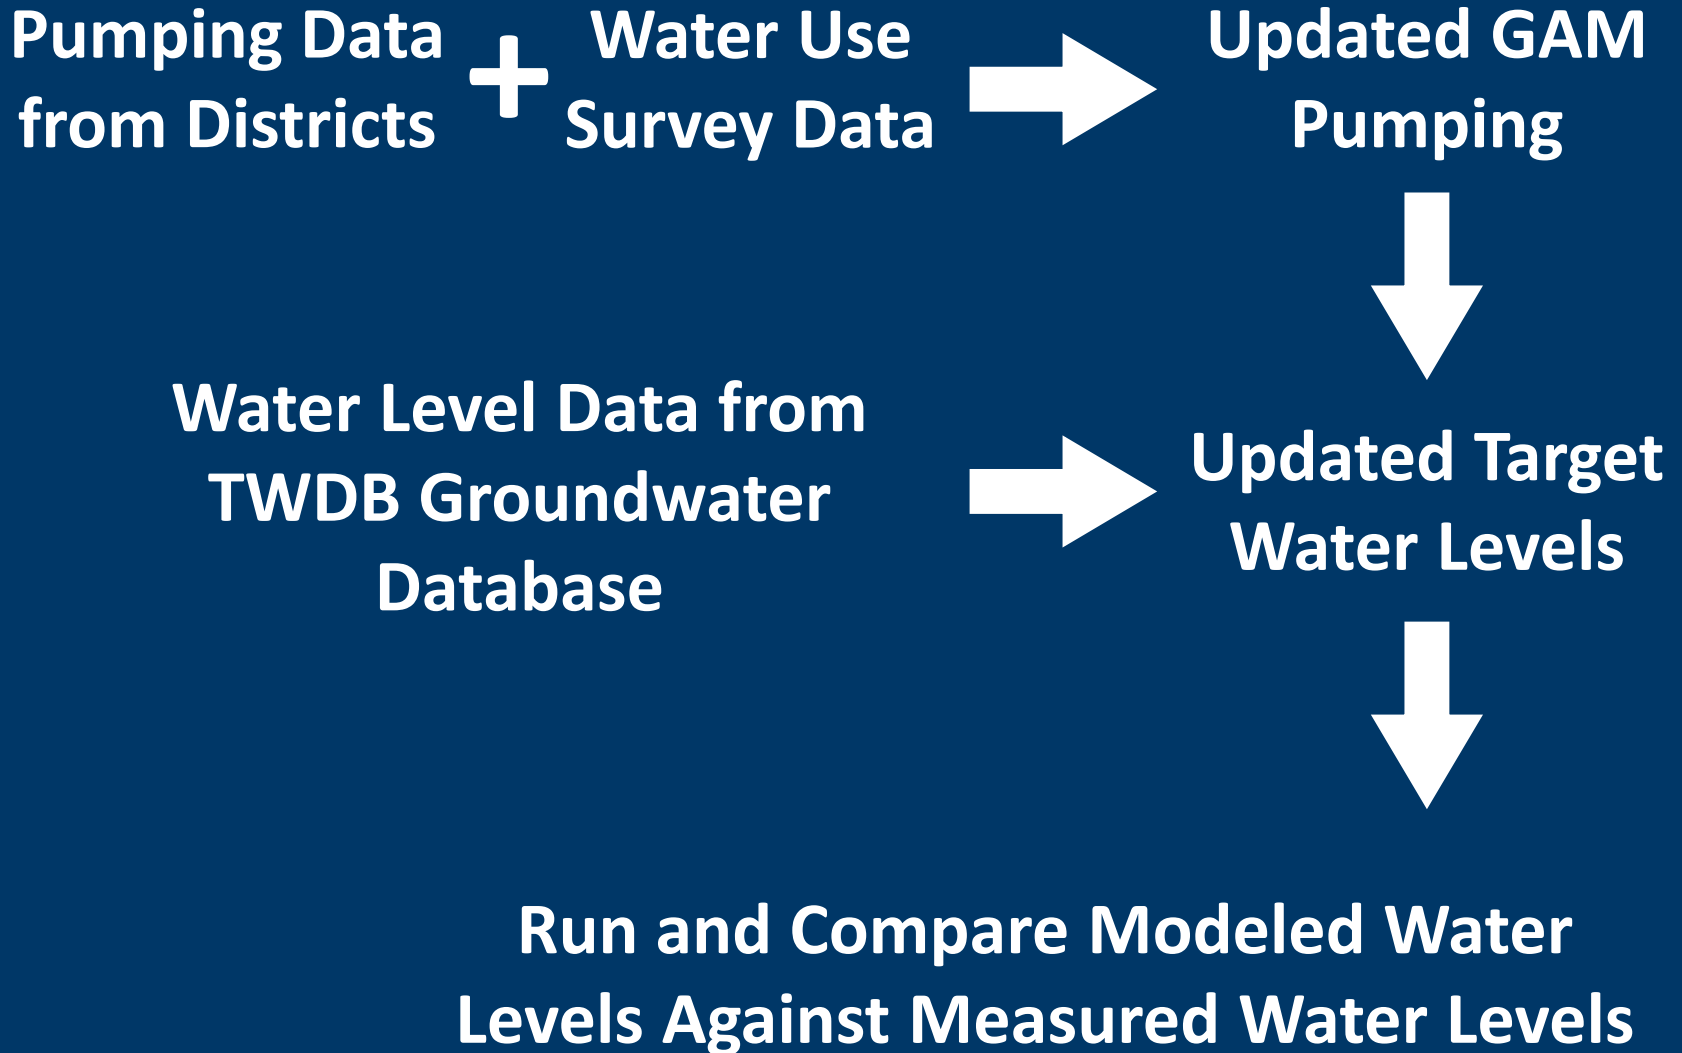 Pumping Data
from Districts
+
Water Use
Survey Data
Updated GAM
Pumping
Water Level Data from
TWDB Groundwater
Database
Updated Target
Water Levels
Run and Compare Modeled Water
Levels Against Measured Water Levels